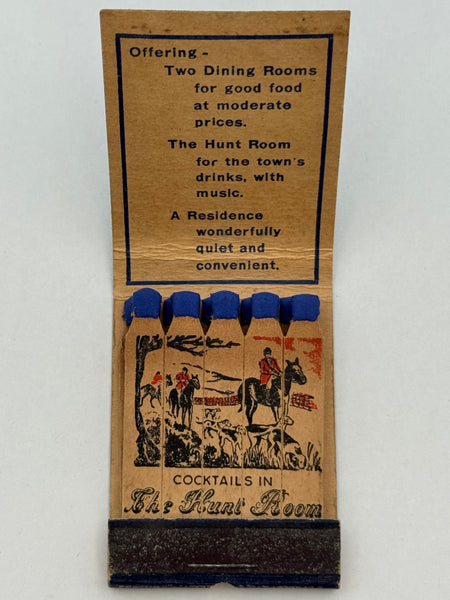 Offering -
Two Dining Rooms
for good food
at moderate
prices.
The Hunt Room
for the town's
drinks, with
music.
A Residence
wonderfully
quiet and
convenient.
COCKTAILS IN
The Hunt Room